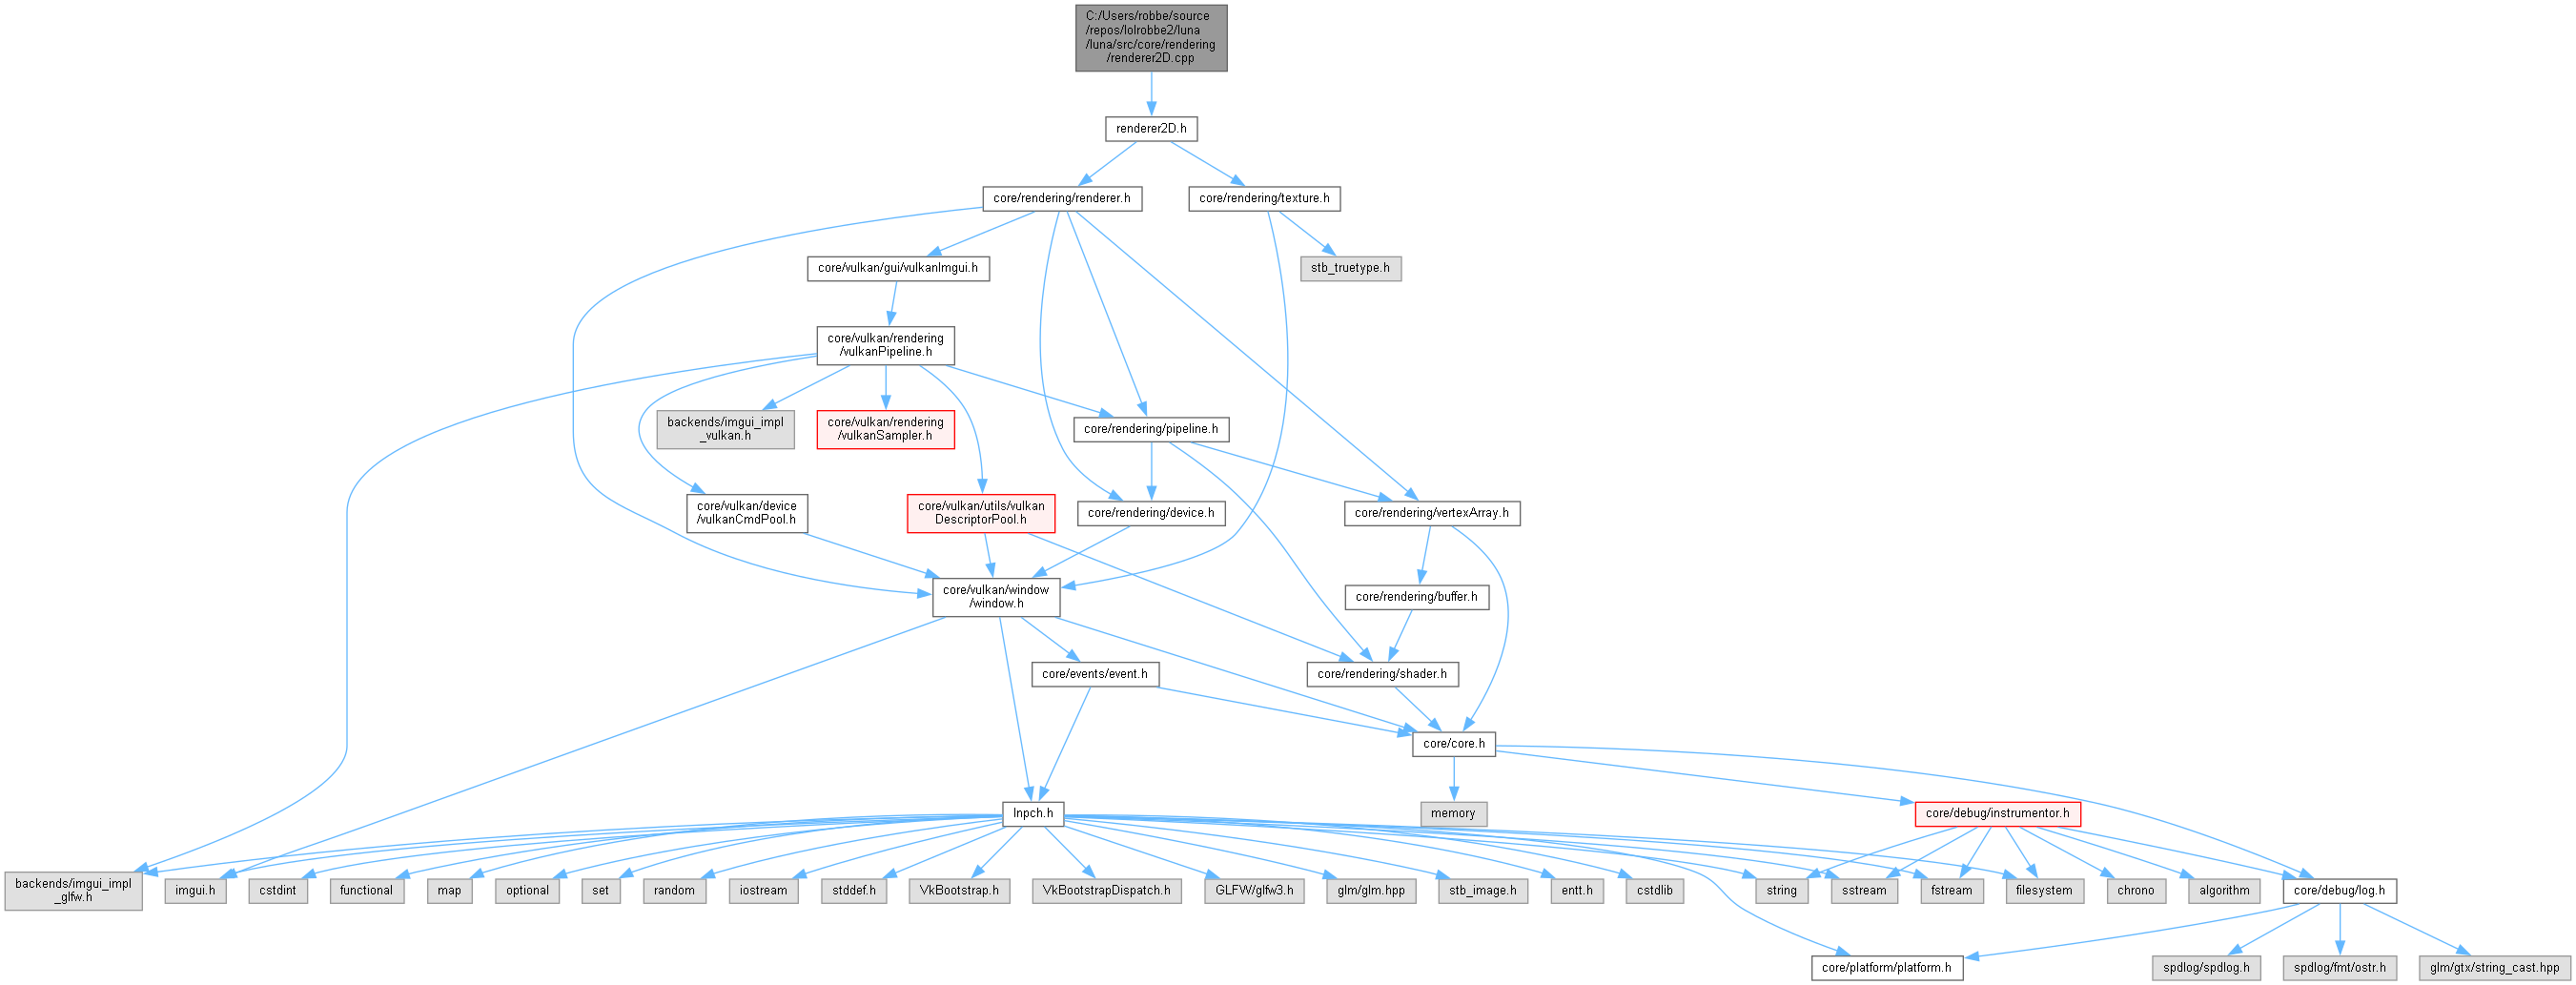 C:/Users/robbe/source
/repos/lolrobbe2/luna
/luna/src/core/rendering
/renderer2D.cpp
renderer2D.h
core/rendering/renderer.h
core/rendering/texture.h
core/vulkan/gui/vulkanImgui.h
stb_truetype.h
core/vulkan/rendering
/vulkanPipeline.h
backends/imgui_impl
_vulkan.h
core/vulkan/rendering
/vulkanSampler.h
core/rendering/pipeline.h
core/vulkan/device
/vulkanCmdPool.h
core/vulkan/utils/vulkan
DescriptorPool.h
core/rendering/device.h
core/rendering/vertexArray.h
core/vulkan/window
/window.h
core/rendering/buffer.h
core/events/event.h
core/rendering/shader.h
core/core.h
lnpch.h
memory
core/debug/instrumentor.h
backends/imgui_impl
_glfw.h
imgui.h
cstdint
functional
map
optional
set
random
iostream
stddef.h
VkBootstrap.h
VkBootstrapDispatch.h
GLFW/glfw3.h
glm/glm.hpp
stb_image.h
entt.h
cstdlib
string
sstream
fstream
filesystem
chrono
algorithm
core/debug/log.h
core/platform/platform.h
spdlog/spdlog.h
spdlog/fmt/ostr.h
glm/gtx/string_cast.hpp